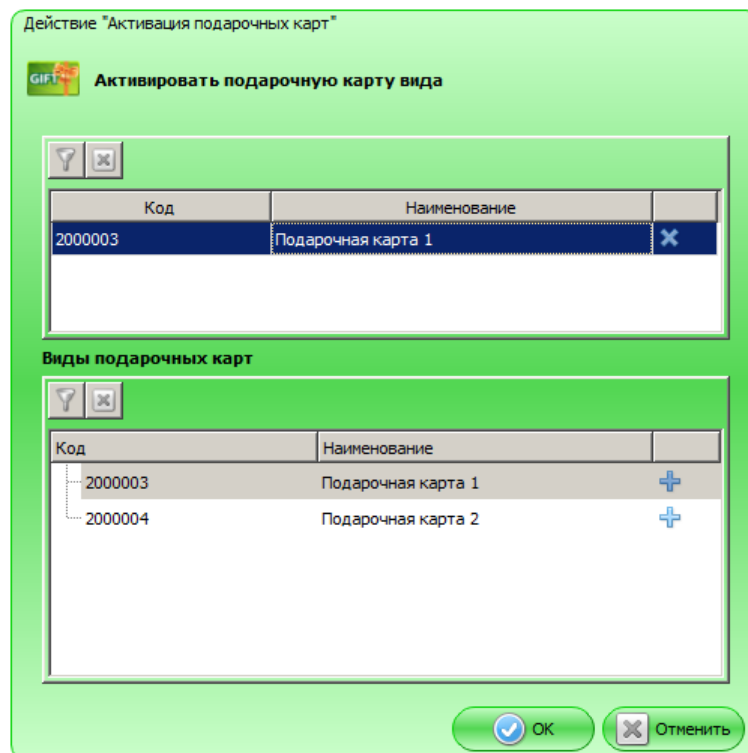 Действие "Активация подарочных карт"
GIFT
Активировать подарочную карту вида
Код Наименование
2000003 Подарочная карта 1
Виды подарочных карт
Код Наименование
2000003 Подарочная карта 1
2000004 Подарочная карта 2
ОК Отменить